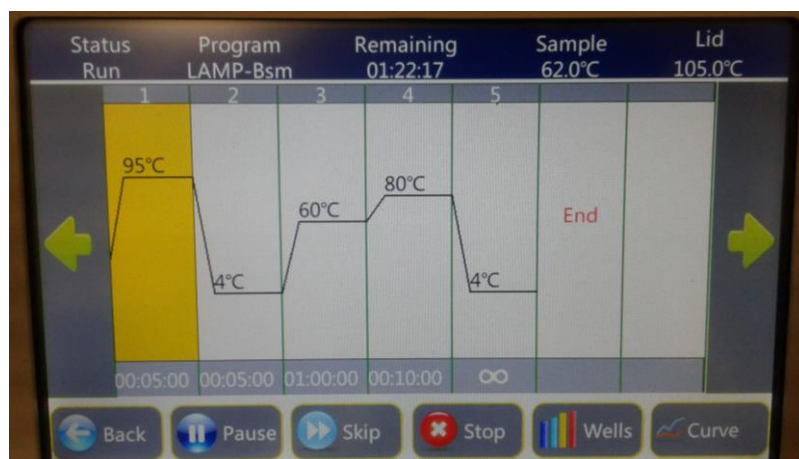 Status Program Remaining Sample Lid
Run LAMP-Bsm 01:22:17 62.0°C 105.0°C
1 2 3 4 5
95°C
80°C
60°C
End
4°C 4°C
00:05:00 00:05:00 01:00:00 00:10:00 ∞
Back Pause Skip Stop Wells Curve